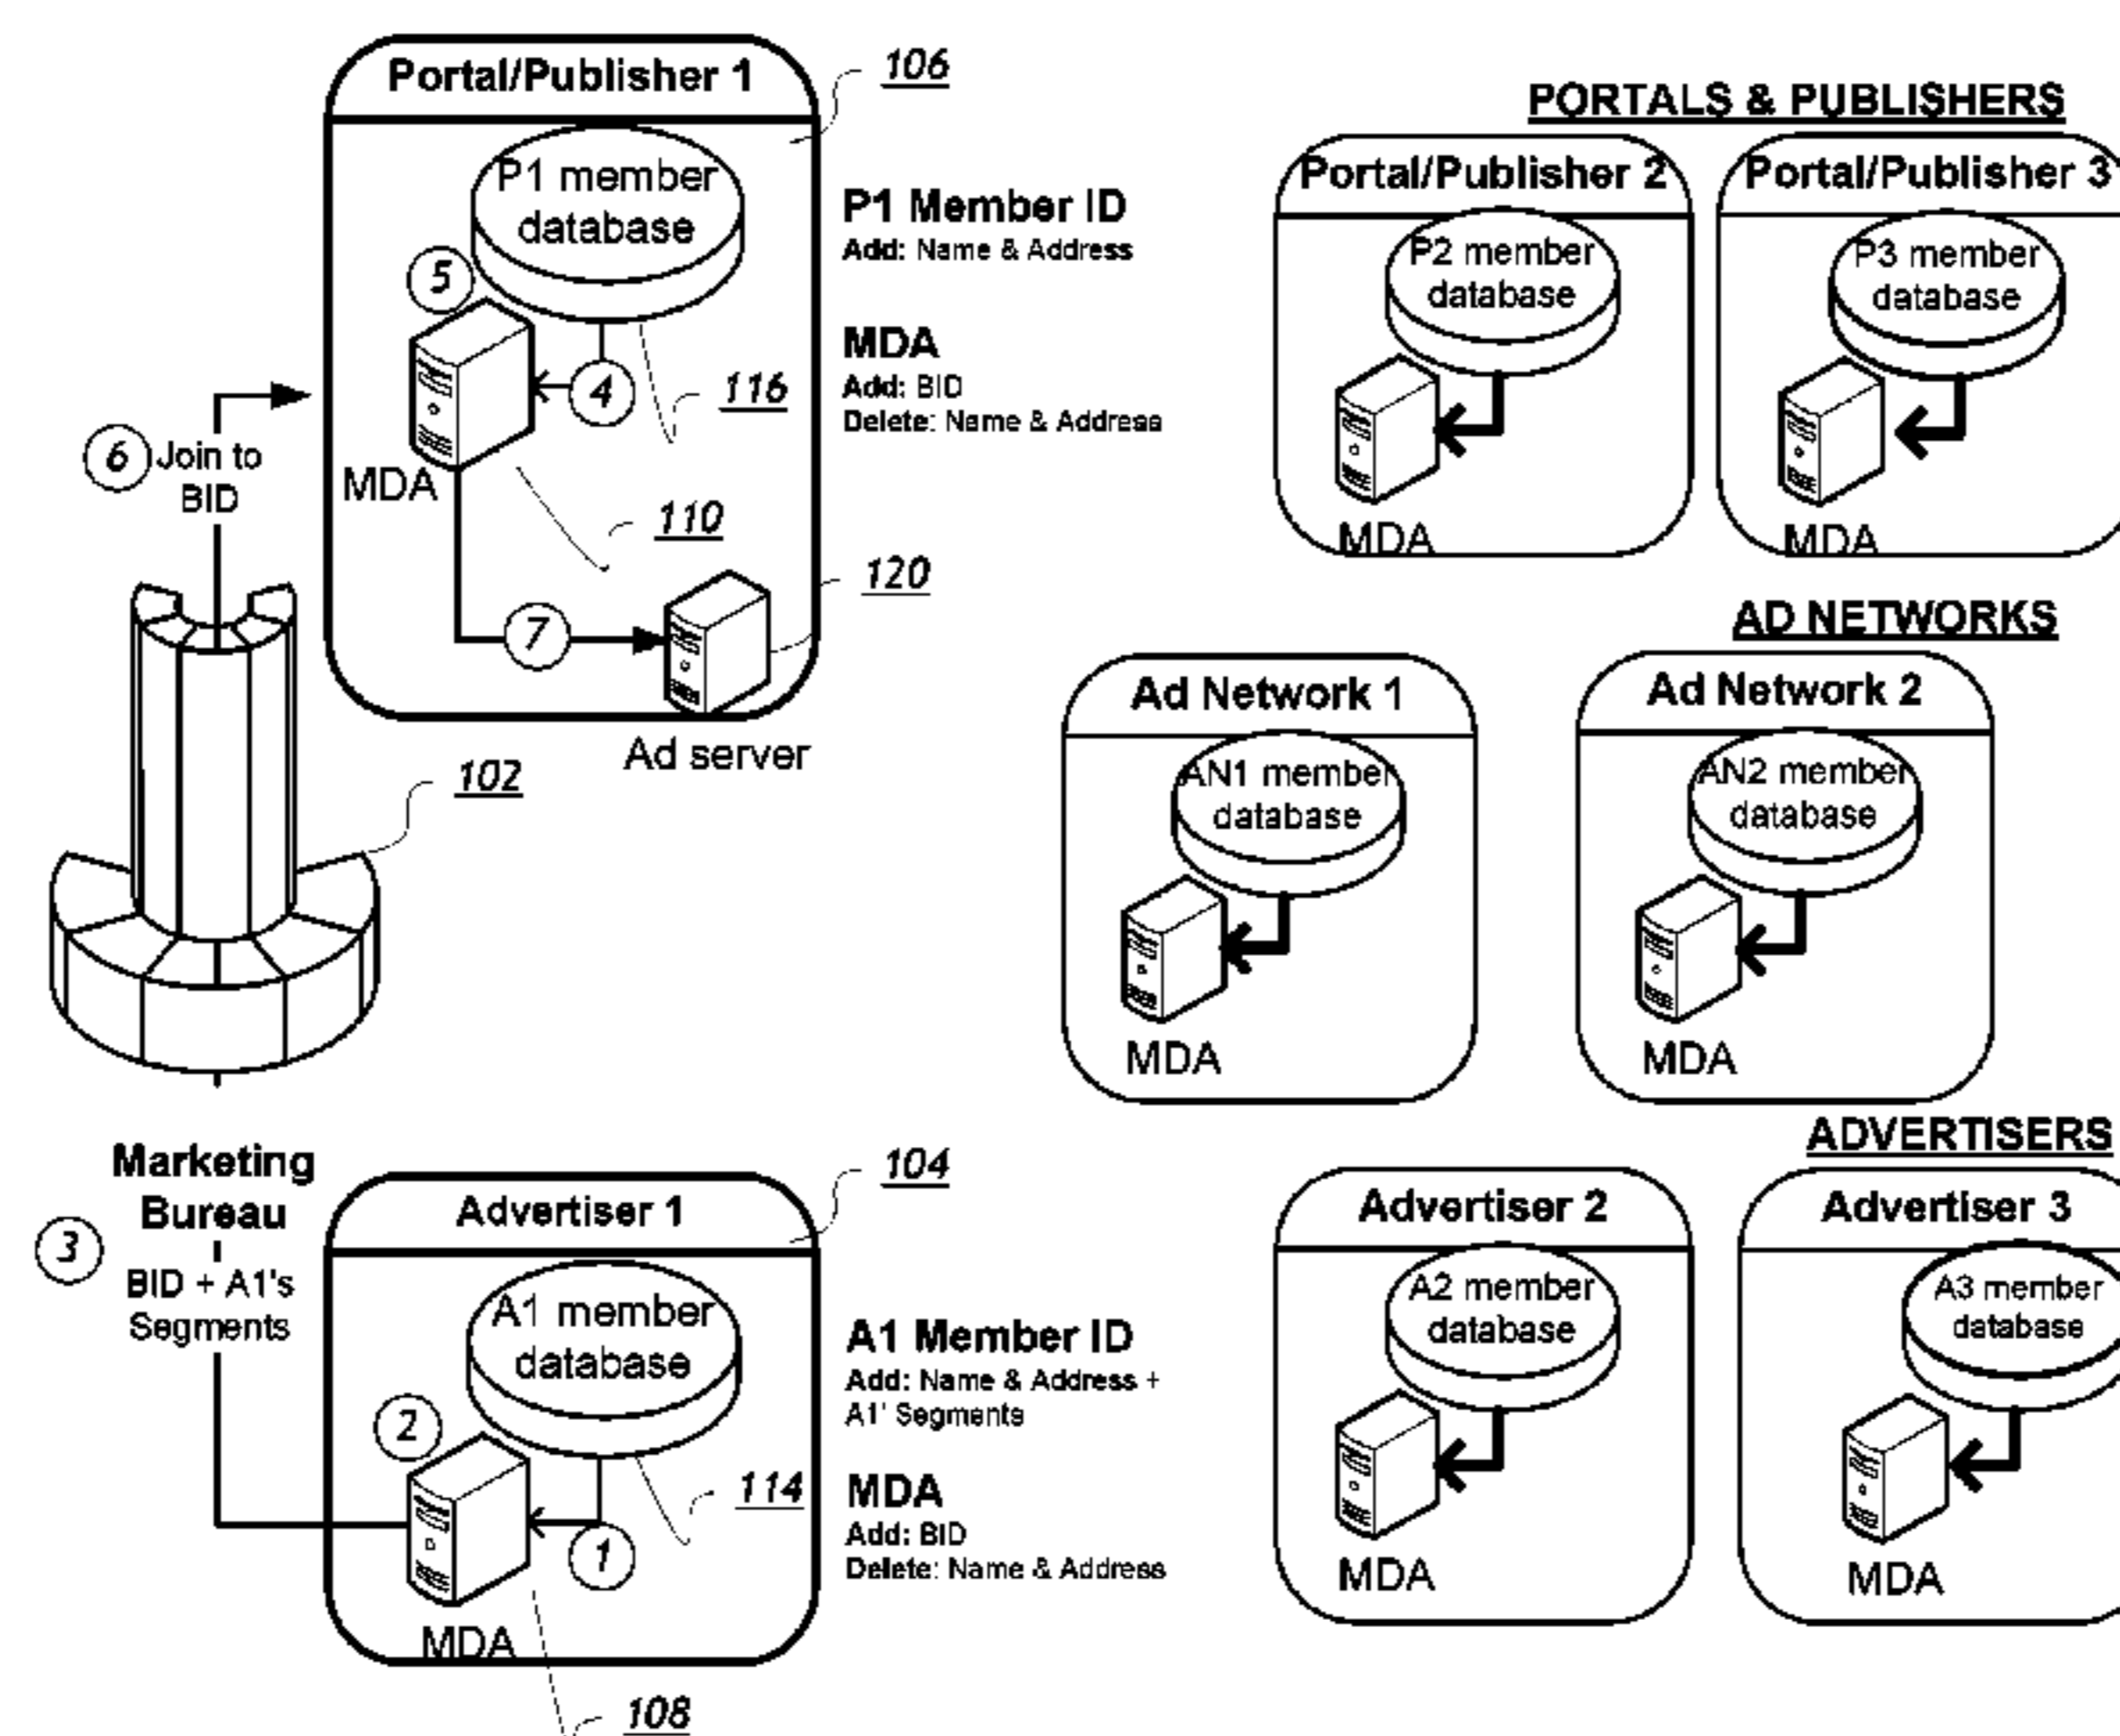 Portal/Publisher 1
106
P1 member
database
5
4
116
MDA
110
120
7
Ad server
P1 Member ID
Add: Name & Address
MDA
Add: BID
Delete: Name & Address
6
Join to
BID
102
Marketing
Bureau
3
BID + A1's
Segments
Advertiser 1
104
A1 member
database
2
1
114
MDA
108
A1 Member ID
Add: Name & Address +
A1' Segments
MDA
Add: BID
Delete: Name & Address
PORTALS & PUBLISHERS
Portal/Publisher 2
P2 member
database
MDA
Portal/Publisher 3
P3 member
database
MDA
AD NETWORKS
Ad Network 1
AN1 member
database
MDA
Ad Network 2
AN2 member
database
MDA
ADVERTISERS
Advertiser 2
A2 member
database
MDA
Advertiser 3
A3 member
database
MDA